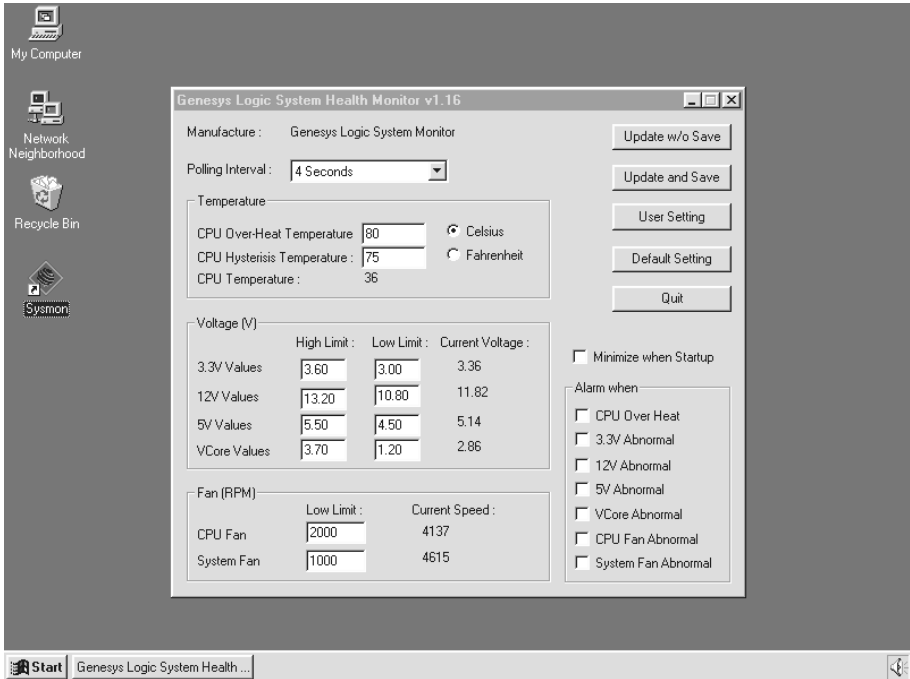 My Computer
Network
Neighborhood
Recycle Bin
Sysmon
Genesys Logic System Health Monitor v1.16
Manufacture : Genesys Logic System Monitor
Polling Interval : 4 Seconds
Temperature
CPU Over-Heat Temperature 80
CPU Hysterisis Temperature : 75
CPU Temperature : 36
Celsius
Fahrenheit
Update w/o Save
Update and Save
User Setting
Default Setting
Quit
Voltage (V)
High Limit : Low Limit : Current Voltage :
3.3V Values 3.60 3.00 3.36
12V Values 13.20 10.80 11.82
5V Values 5.50 4.50 5.14
VCore Values 3.70 1.20 2.86
Fan (RPM)
Low Limit : Current Speed :
CPU Fan 2000 4137
System Fan 1000 4615
Minimize when Startup
Alarm when
CPU Over Heat
3.3V Abnormal
12V Abnormal
5V Abnormal
VCore Abnormal
CPU Fan Abnormal
System Fan Abnormal
Start
Genesys Logic System Health ...